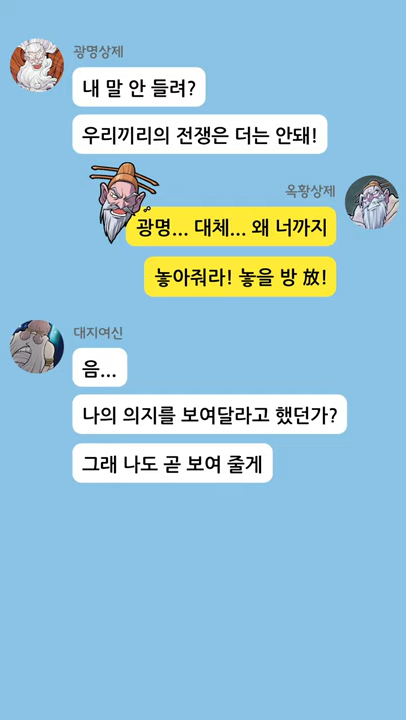 광명상제
내 말 안 들려?
우리끼리의 전쟁은 더는 안돼!
옥황상제
광명... 대체... 왜 너까지
놓아줘라! 놓을 방 放!
대지여신
음...
나의 의지를 보여달라고 했던가?
그래 나도 곧 보여 줄게